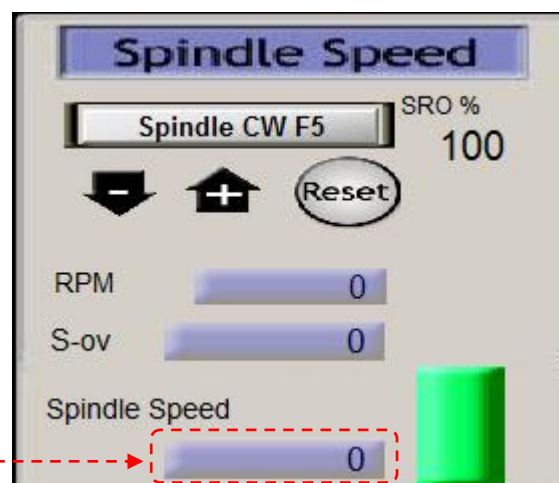 Spindle Speed
Spindle CW F5
SRO %
100
- + Reset
RPM 0
S-ov 0
Spindle Speed
0